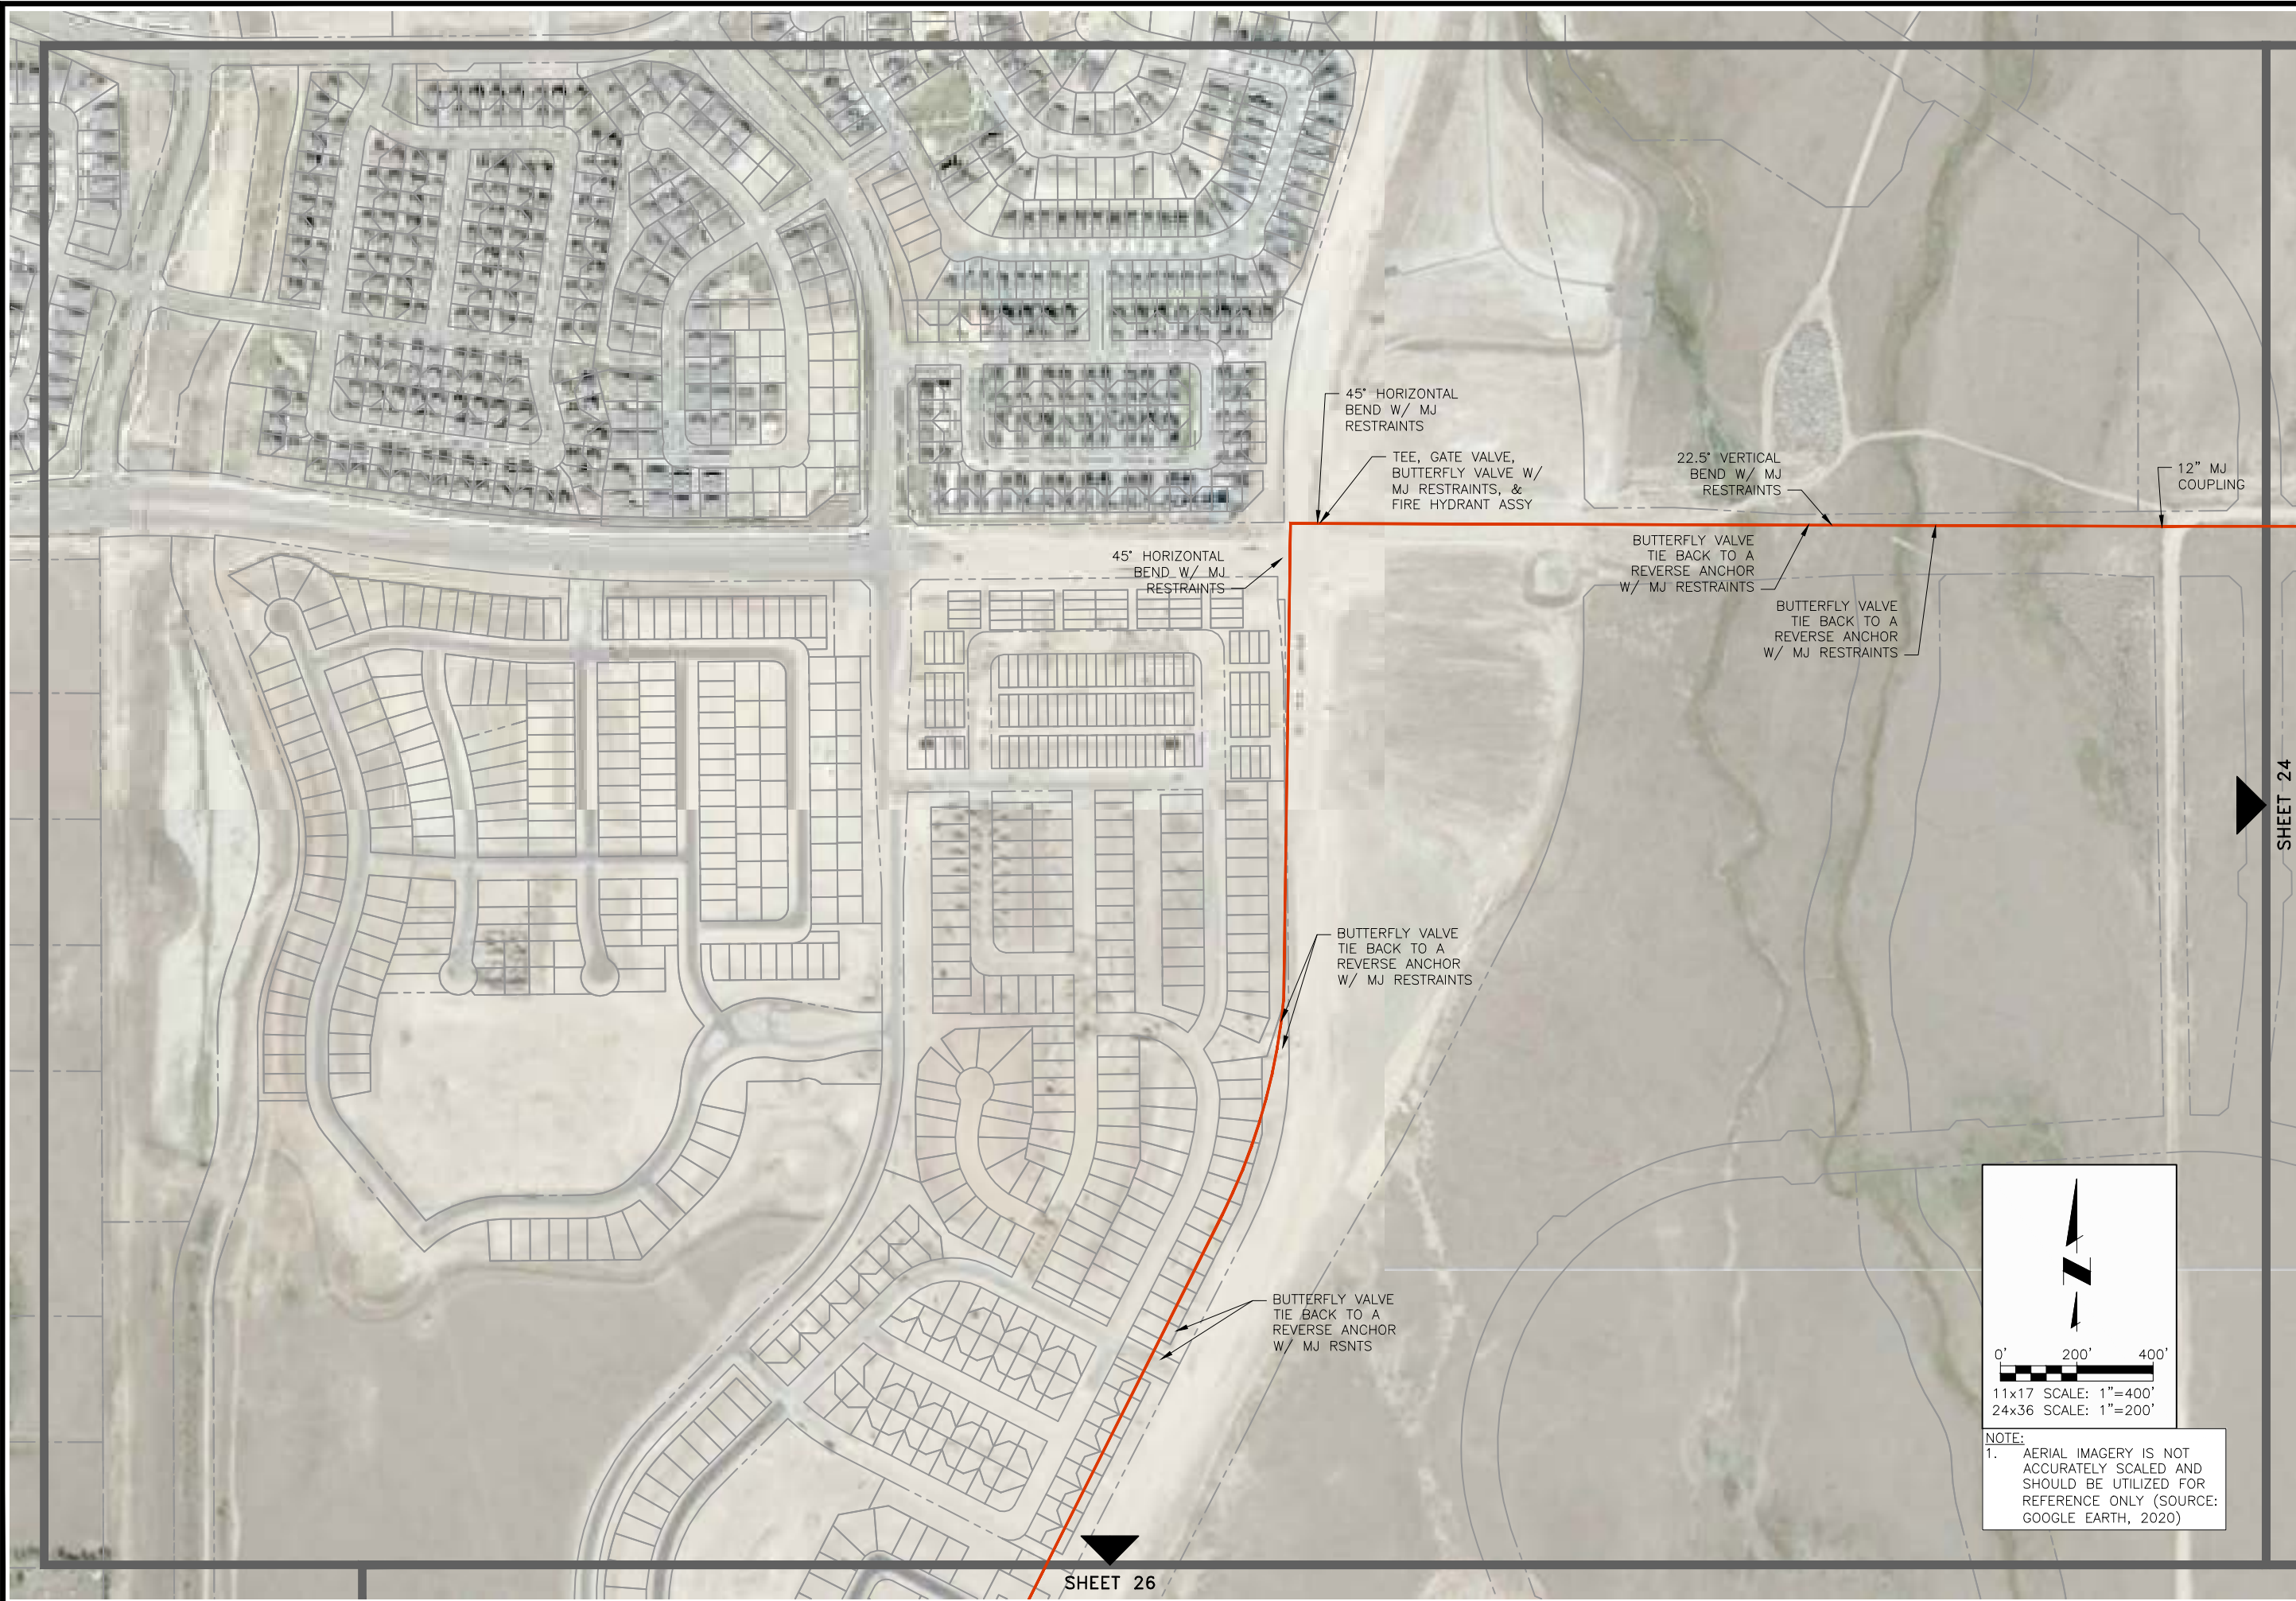 45° HORIZONTAL
BEND W/ MJ
RESTRAINTS
TEE, GATE VALVE,
BUTTERFLY VALVE W/
MJ RESTRAINTS, &
FIRE HYDRANT ASSY
22.5° VERTICAL
BEND W/ MJ
RESTRAINTS
12" MJ
COUPLING
45° HORIZONTAL
BEND W/ MJ
RESTRAINTS
BUTTERFLY VALVE
TIE BACK TO A
REVERSE ANCHOR
W/ MJ RESTRAINTS
BUTTERFLY VALVE
TIE BACK TO A
REVERSE ANCHOR
W/ MJ RESTRAINTS
SHEET 24
BUTTERFLY VALVE
TIE BACK TO A
REVERSE ANCHOR
W/ MJ RESTRAINTS
BUTTERFLY VALVE
TIE BACK TO A
REVERSE ANCHOR
W/ MJ RSNTS
N
0' 200' 400'
11x17 SCALE: 1"=400'
24x36 SCALE: 1"=200'
NOTE:
1. AERIAL IMAGERY IS NOT
ACCURATELY SCALED AND
SHOULD BE UTILIZED FOR
REFERENCE ONLY (SOURCE:
GOOGLE EARTH, 2020)
SHEET 26